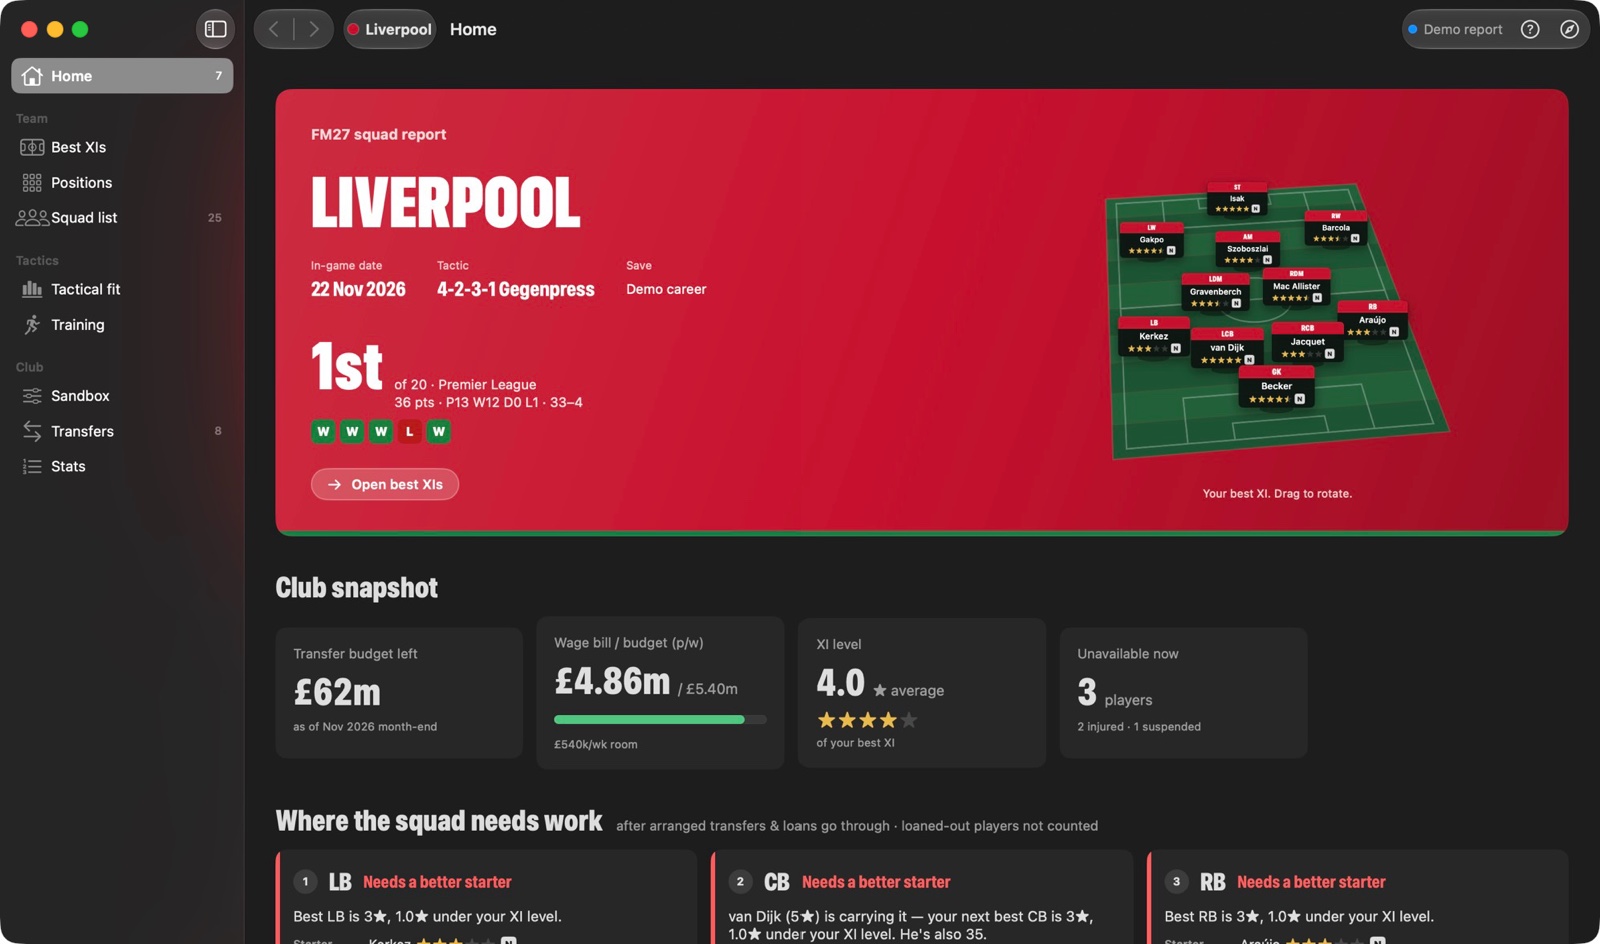 Liverpool
Home
Demo report
Home
7
Team
Best XIs
Positions
Squad list
25
Tactics
Tactical fit
Training
Club
Sandbox
Transfers
8
Stats
FM27 squad report
LIVERPOOL
In-game date
22 Nov 2026
Tactic
4-2-3-1 Gegenpress
Save
Demo career
1st
of 20 · Premier League
36 pts · P13 W12 D0 L1 · 33–4
W W W L W
→ Open best XIs
ST
Isak
★★★★★ N
LW
Gakpo
★★★★★ N
AM
Szoboszlai
★★★★★ N
RW
Barcola
★★★★★ N
LDM
Gravenberch
★★★★★ N
RDM
Mac Allister
★★★★★ N
LB
Kerkez
★★★★★ N
LCB
van Dijk
★★★★★ N
RCB
Jacquet
★★★★★ N
RB
Araújo
★★★★★ N
GK
Becker
★★★★★ N
Your best XI. Drag to rotate.
Club snapshot
Transfer budget left
£62m
as of Nov 2026 month-end
Wage bill / budget (p/w)
£4.86m / £5.40m
£540k/wk room
XI level
4.0 ★ average
★★★★★
of your best XI
Unavailable now
3 players
2 injured · 1 suspended
Where the squad needs work after arranged transfers & loans go through · loaned-out players not counted
1 LB Needs a better starter
Best LB is 3★, 1.0★ under your XI level.
Starter Kerkez ★★★★★ N
2 CB Needs a better starter
van Dijk (5★) is carrying it — your next best CB is 3★,
1.0★ under your XI level. He's also 35.
3 RB Needs a better starter
Best RB is 3★, 1.0★ under your XI level.
Starter Araújo ★★★★★ N